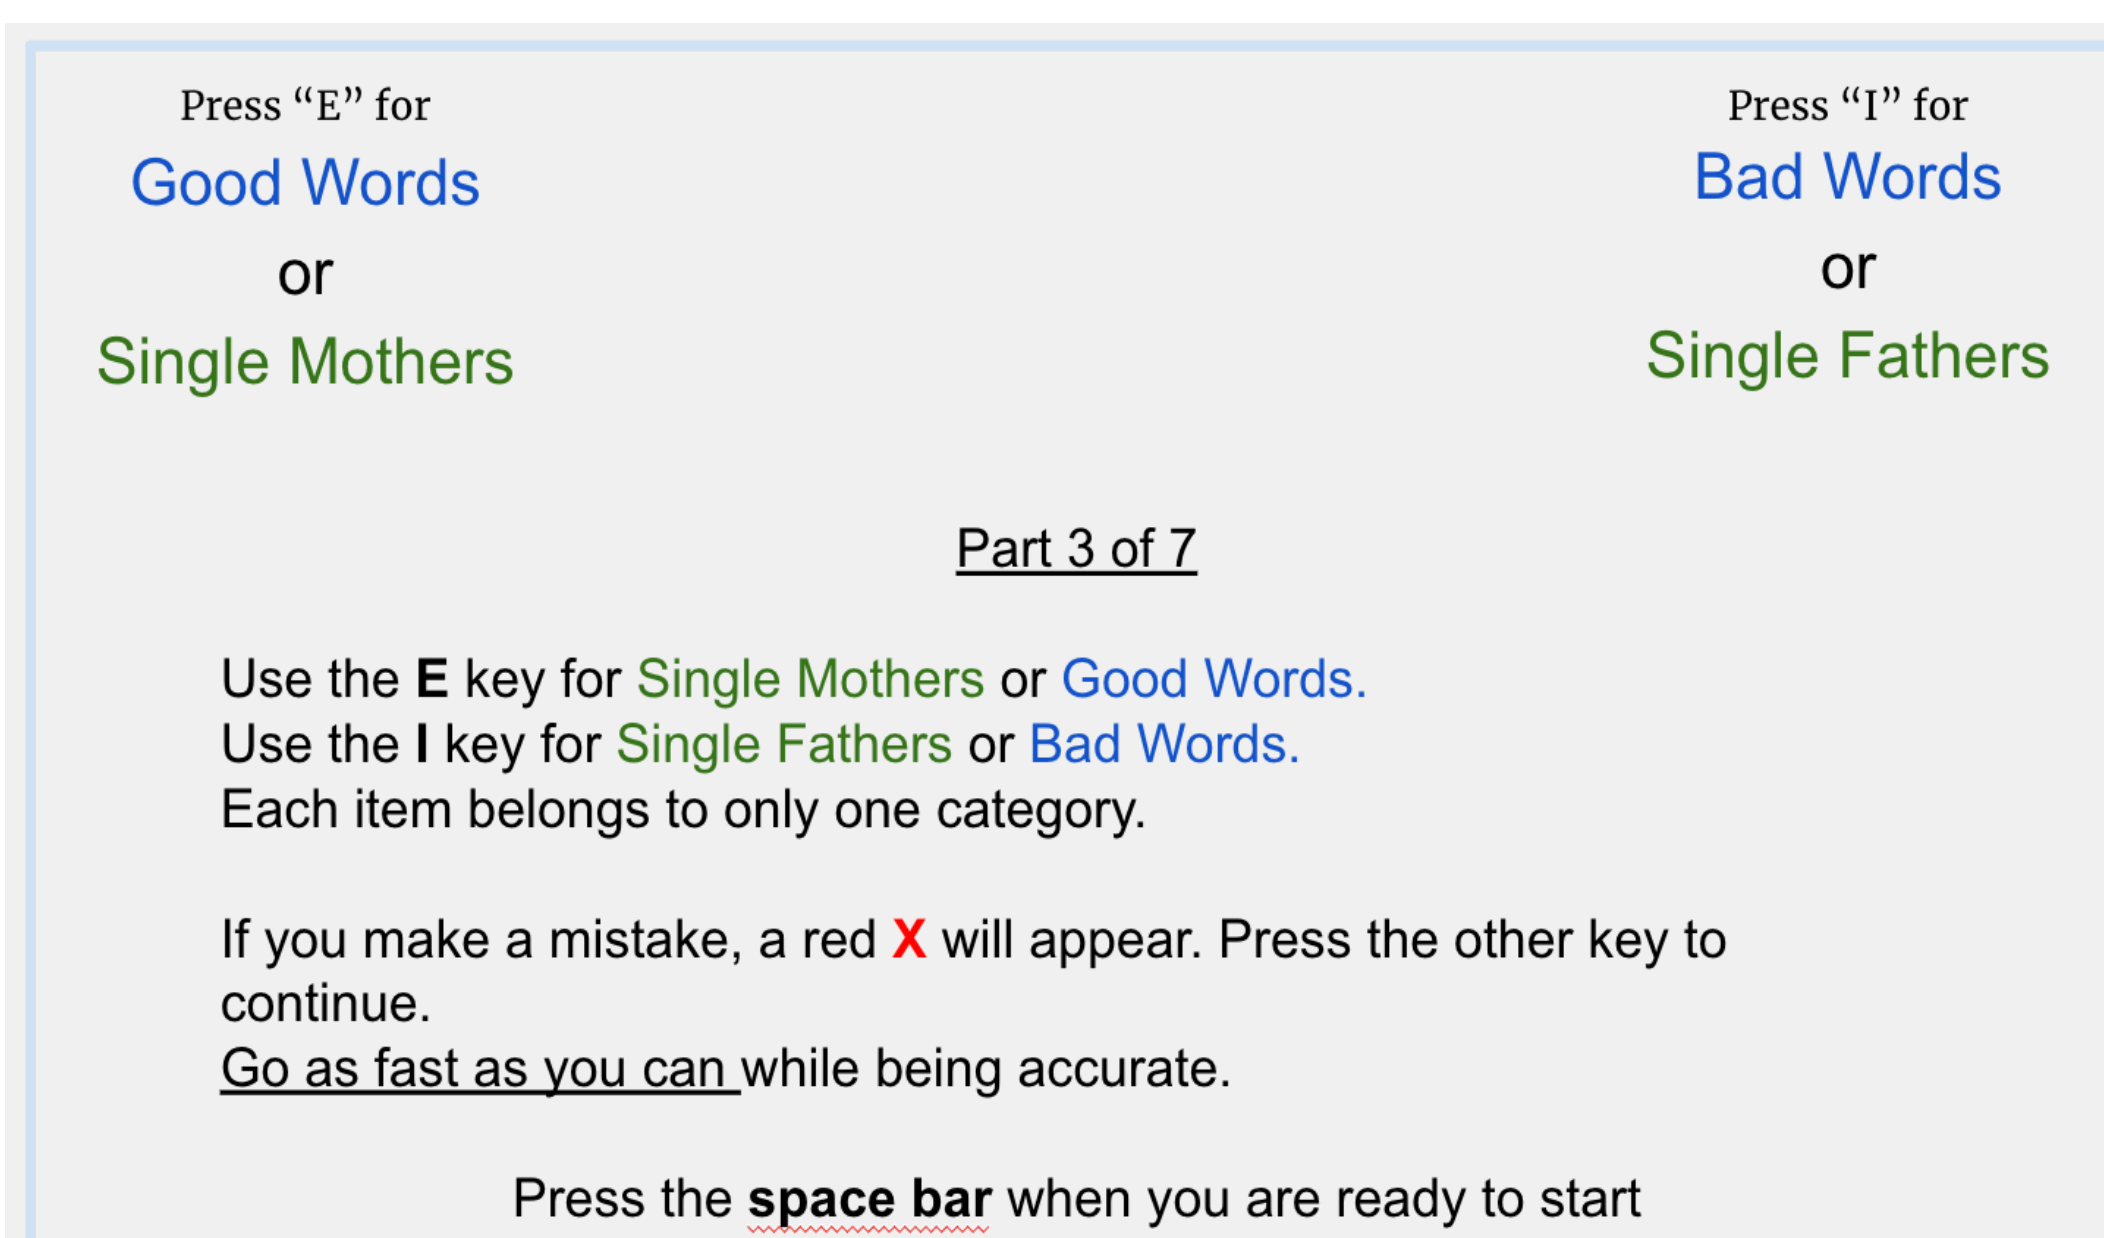 Press “E” for
Good Words
or
Single Mothers
Press “I” for
Bad Words
or
Single Fathers
Part 3 of 7
Use the E key for Single Mothers or Good Words.
Use the I key for Single Fathers or Bad Words.
Each item belongs to only one category.
If you make a mistake, a red X will appear. Press the other key to
continue.
Go as fast as you can while being accurate.
Press the space bar when you are ready to start